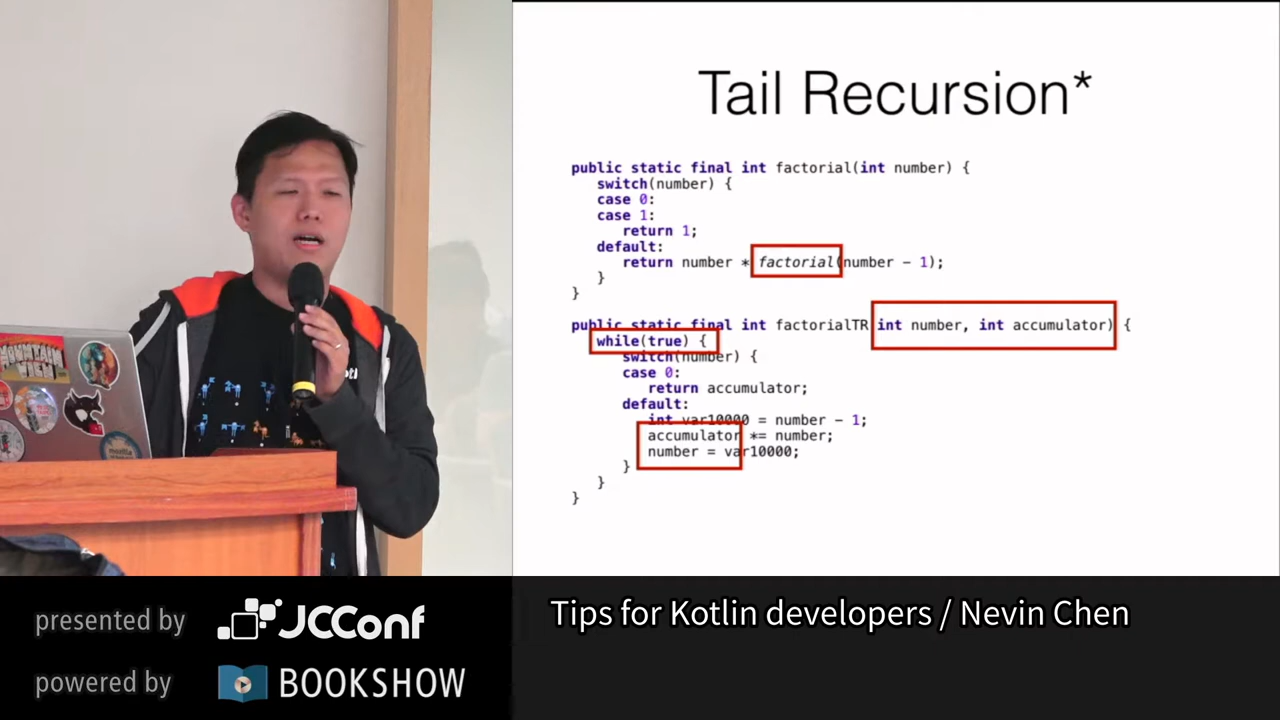 Tail Recursion*
public static final int factorial(int number) {
switch(number) {
case 0:
case 1:
return 1;
default:
return number * factorial(number - 1);
}
}
public static final int factorialTR(int number, int accumulator) {
while(true) {
switch(number) {
case 0:
return accumulator;
default:
int var10000 = number - 1;
accumulator *= number;
number = var10000;
}
}
}
MOUNTAIN VIEW
mozilla
presented by JCConf
powered by BOOKSHOW
Tips for Kotlin developers / Nevin Chen